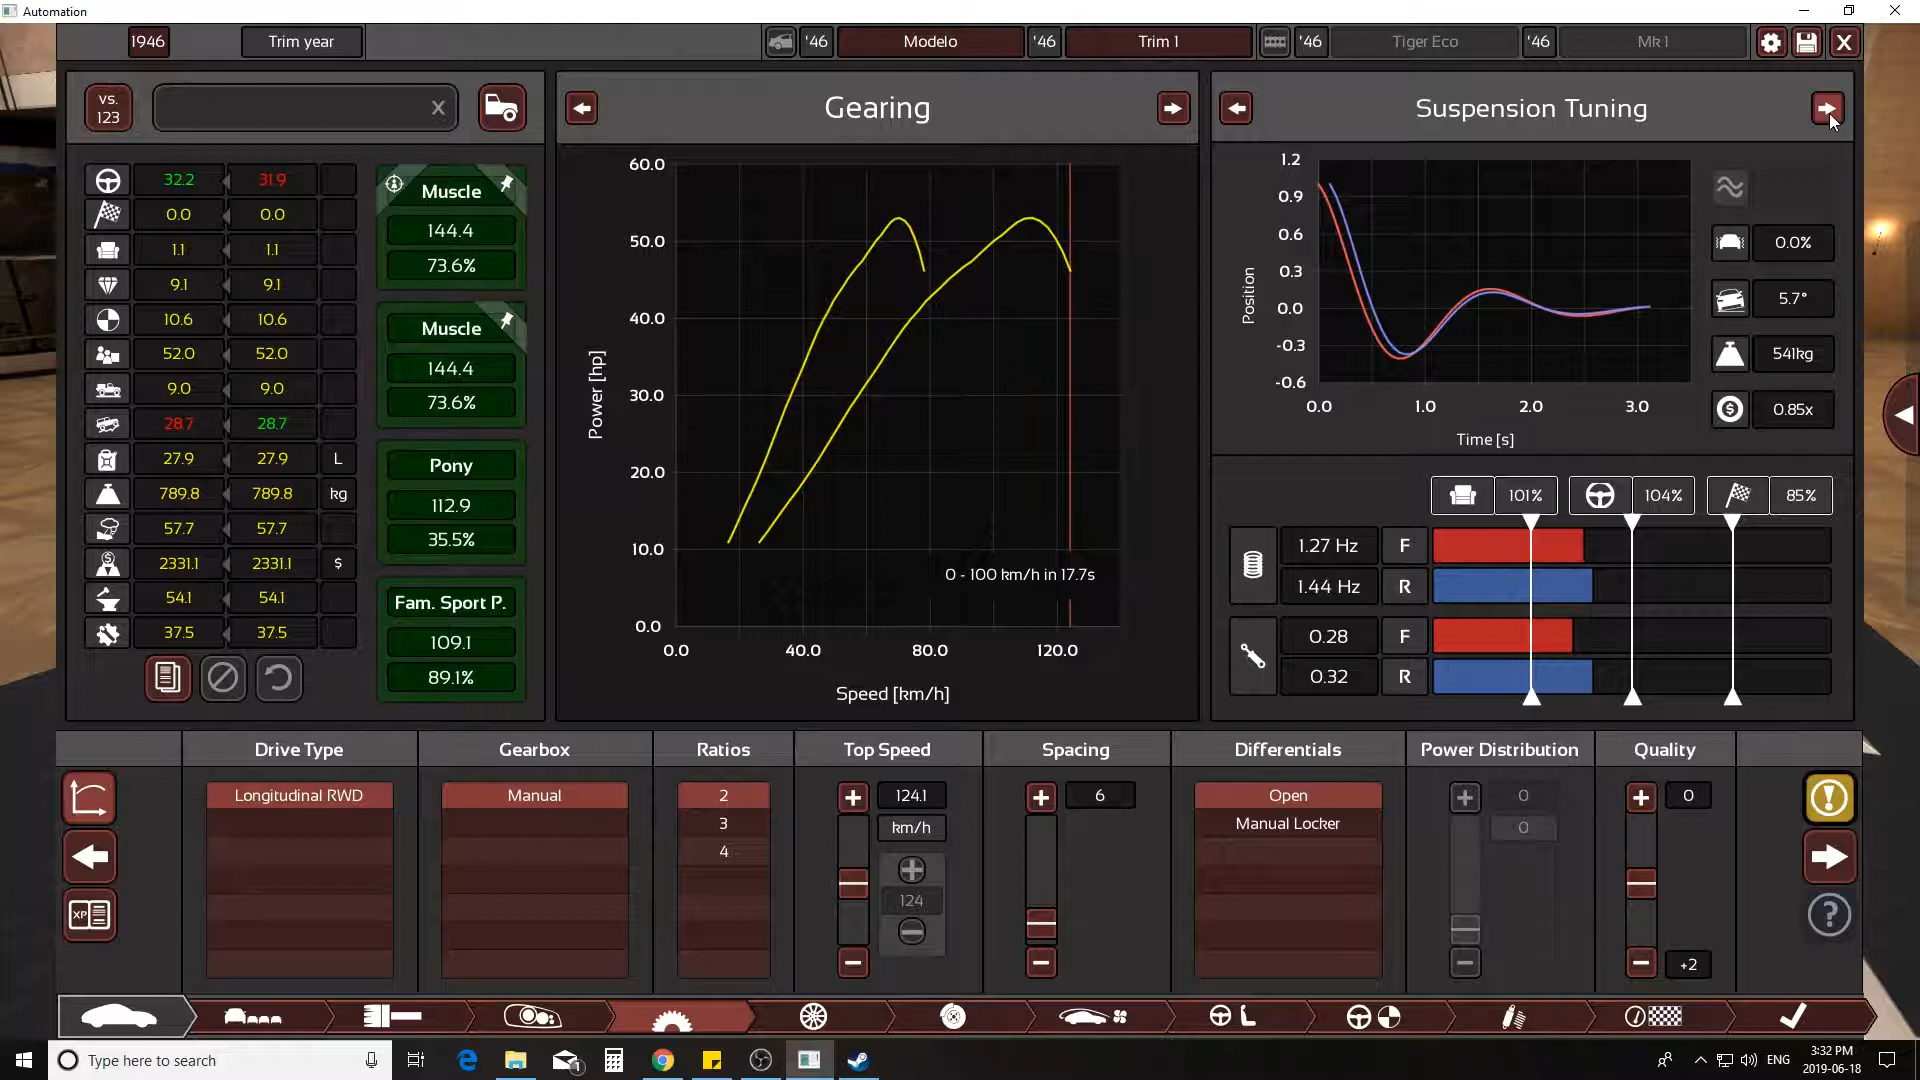 Automation
1946
Trim year
'46
Modelo
'46
Trim 1
'46
Tiger Eco
'46
Mk 1
vs.
123
X
32.2 31.9
0.0 0.0
1.1 1.1
9.1 9.1
10.6 10.6
52.0 52.0
9.0 9.0
28.7 28.7
27.9 27.9 L
789.8 789.8 kg
57.7 57.7
2331.1 2331.1 $
54.1 54.1
37.5 37.5
Muscle
144.4
73.6%
Muscle
144.4
73.6%
Pony
112.9
35.5%
Fam. Sport P.
109.1
89.1%
Gearing
60.0
50.0
40.0
30.0
20.0
10.0
0.0
Power [hp]
0 - 100 km/h in 17.7s
0.0 40.0 80.0 120.0
Speed [km/h]
Suspension Tuning
1.2
0.9
0.6
0.3
0.0
-0.3
-0.6
Position
0.0 1.0 2.0 3.0
Time [s]
0.0%
5.7°
541kg
0.85x
101%
104%
85%
1.27 Hz F
1.44 Hz R
0.28 F
0.32 R
Drive Type
Longitudinal RWD
Gearbox
Manual
Ratios
2
3
4
Top Speed
124.1
km/h
124
Spacing
6
Differentials
Open
Manual Locker
Power Distribution
0
0
Quality
0
+2
XP
Type here to search
1
ENG
3:32 PM
2019-06-18